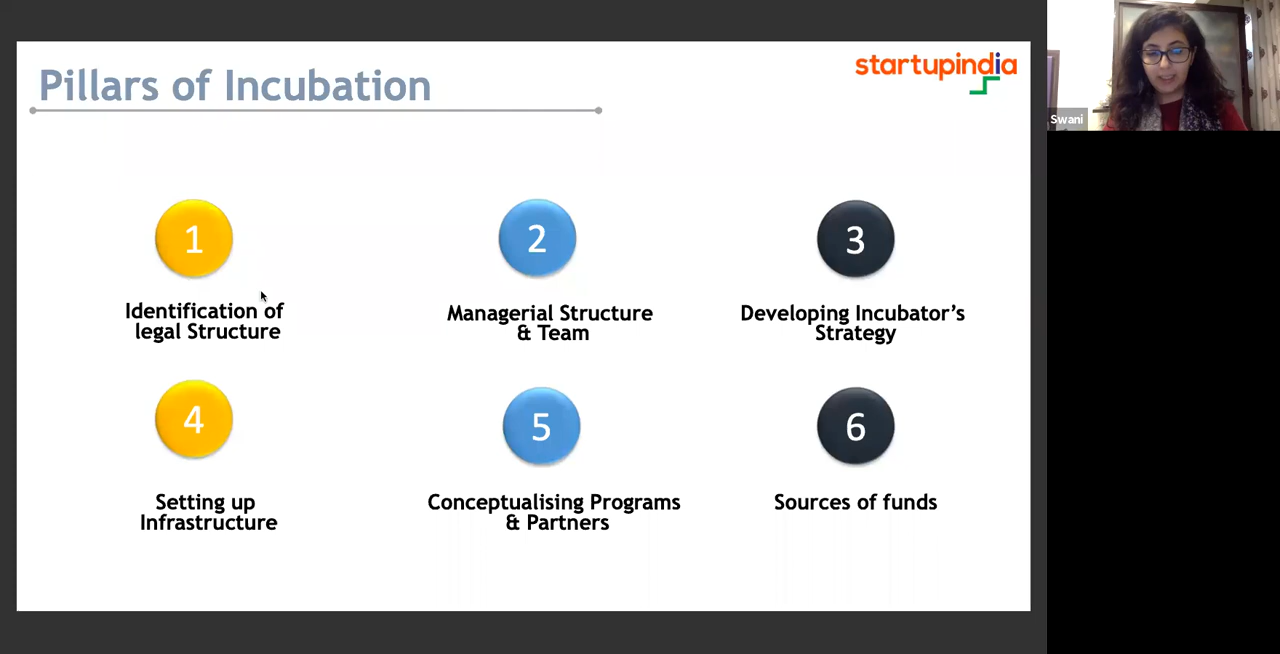 Pillars of Incubation
startupindia
Swani
1
2
3
Identification of
legal Structure
Managerial Structure
& Team
Developing Incubator’s
Strategy
4
5
6
Setting up
Infrastructure
Conceptualising Programs
& Partners
Sources of funds